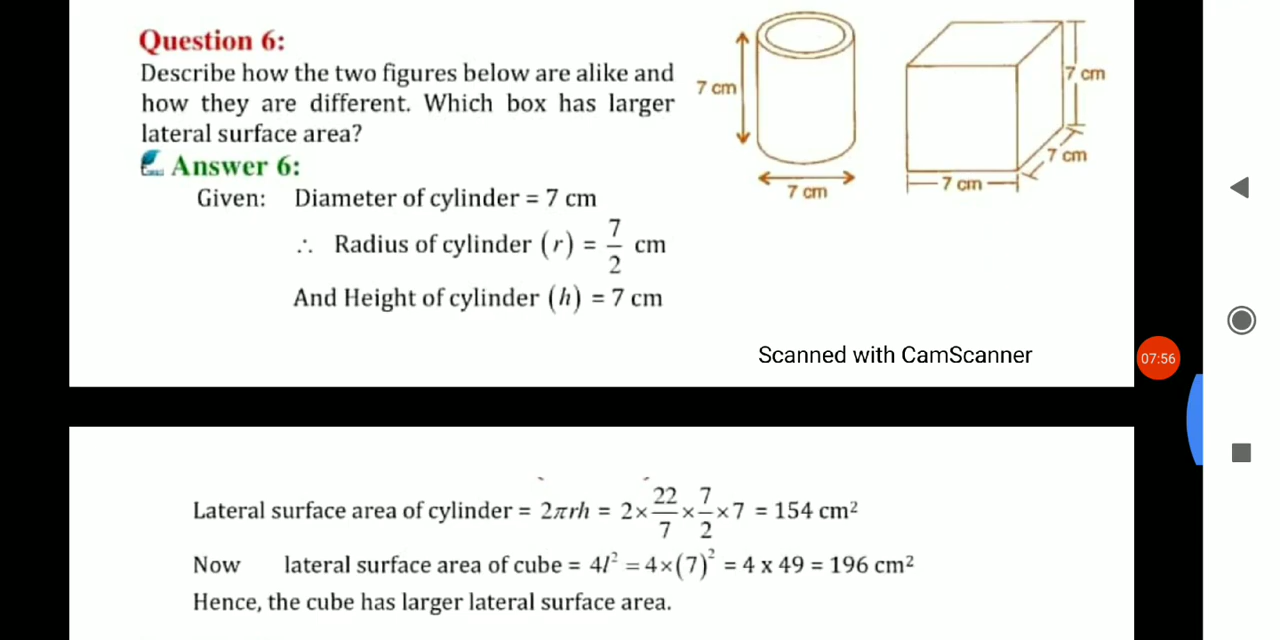 Question 6:
Describe how the two figures below are alike and
how they are different. Which box has larger
lateral surface area?
Answer 6:
Given: Diameter of cylinder = 7 cm
∴ Radius of cylinder (r) = 7/2 cm
And Height of cylinder (h) = 7 cm
7 cm
7 cm
7 cm
7 cm
7 cm
Scanned with CamScanner
07:56
Lateral surface area of cylinder = 2πrh = 2×22/7×7/2×7 = 154 cm²
Now lateral surface area of cube = 4l² = 4×(7)² = 4 x 49 = 196 cm²
Hence, the cube has larger lateral surface area.